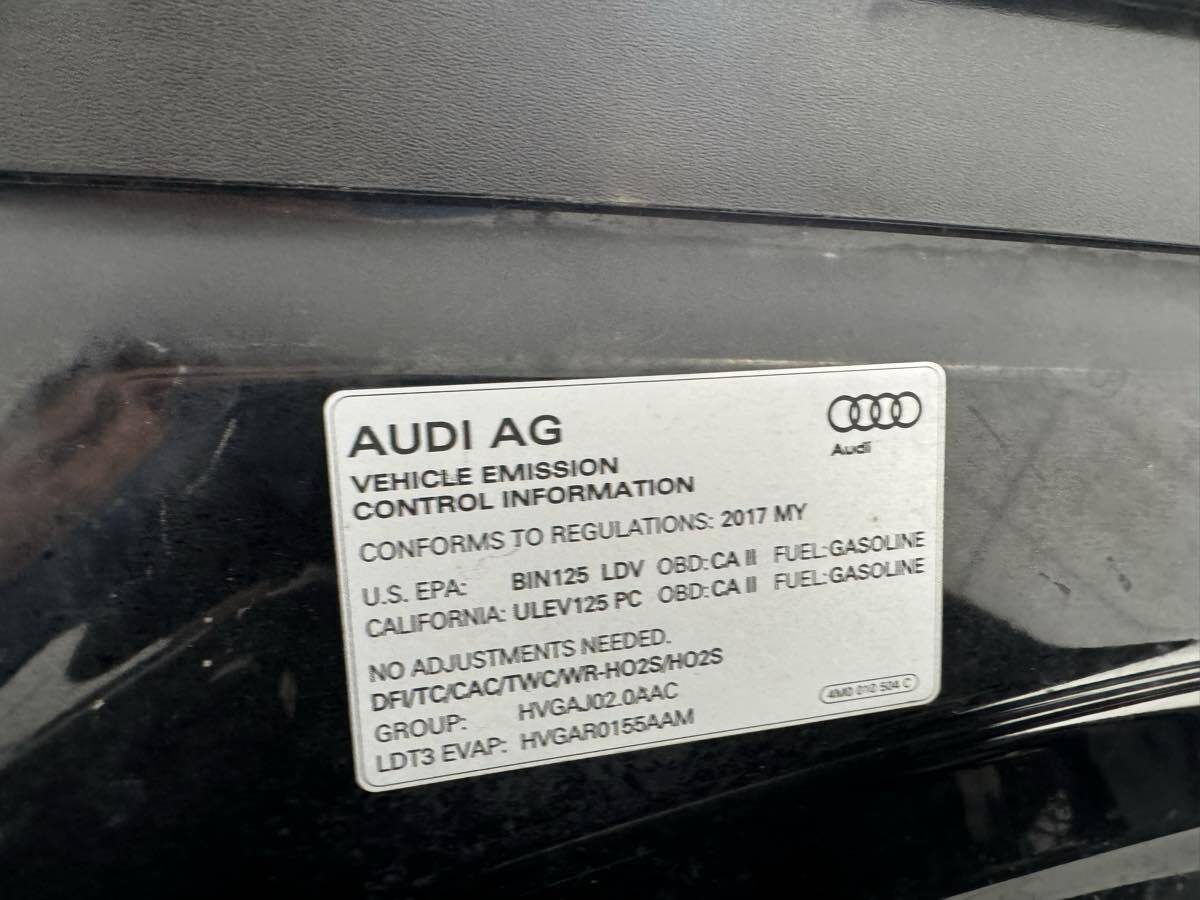 AUDI AG
Audi
VEHICLE EMISSION
CONTROL INFORMATION
CONFORMS TO REGULATIONS: 2017 MY
U.S. EPA: BIN125 LDV OBD:CA II FUEL:GASOLINE
CALIFORNIA: ULEV125 PC OBD:CA II FUEL:GASOLINE
NO ADJUSTMENTS NEEDED.
DFI/TC/CAC/TWC/WR-HO2S/HO2S
GROUP: HVGAJ02.0AAC
LDT3 EVAP: HVGAR0155AAM
4M0 010 504 C